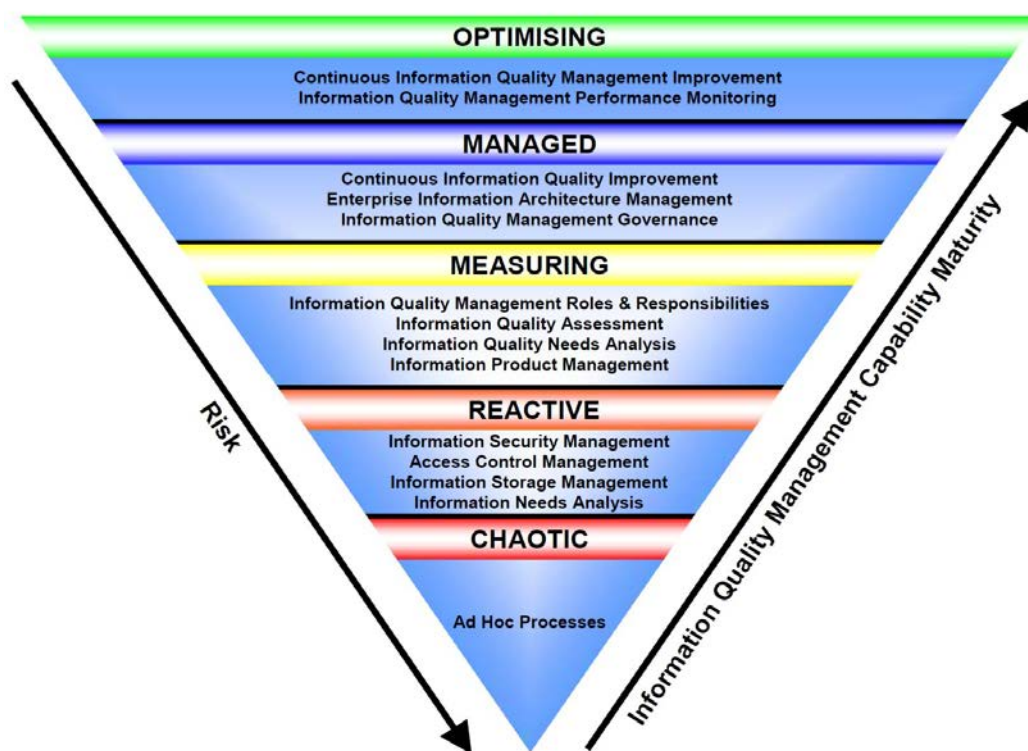 OPTIMISING
Continuous Information Quality Management Improvement
Information Quality Management Performance Monitoring
MANAGED
Continuous Information Quality Improvement
Enterprise Information Architecture Management
Information Quality Management Governance
MEASURING
Information Quality Management Roles & Responsibilities
Information Quality Assessment
Information Quality Needs Analysis
Information Product Management
REACTIVE
Information Security Management
Access Control Management
Information Storage Management
Information Needs Analysis
CHAOTIC
Ad Hoc Processes
Risk
Information Quality Management Capability Maturity